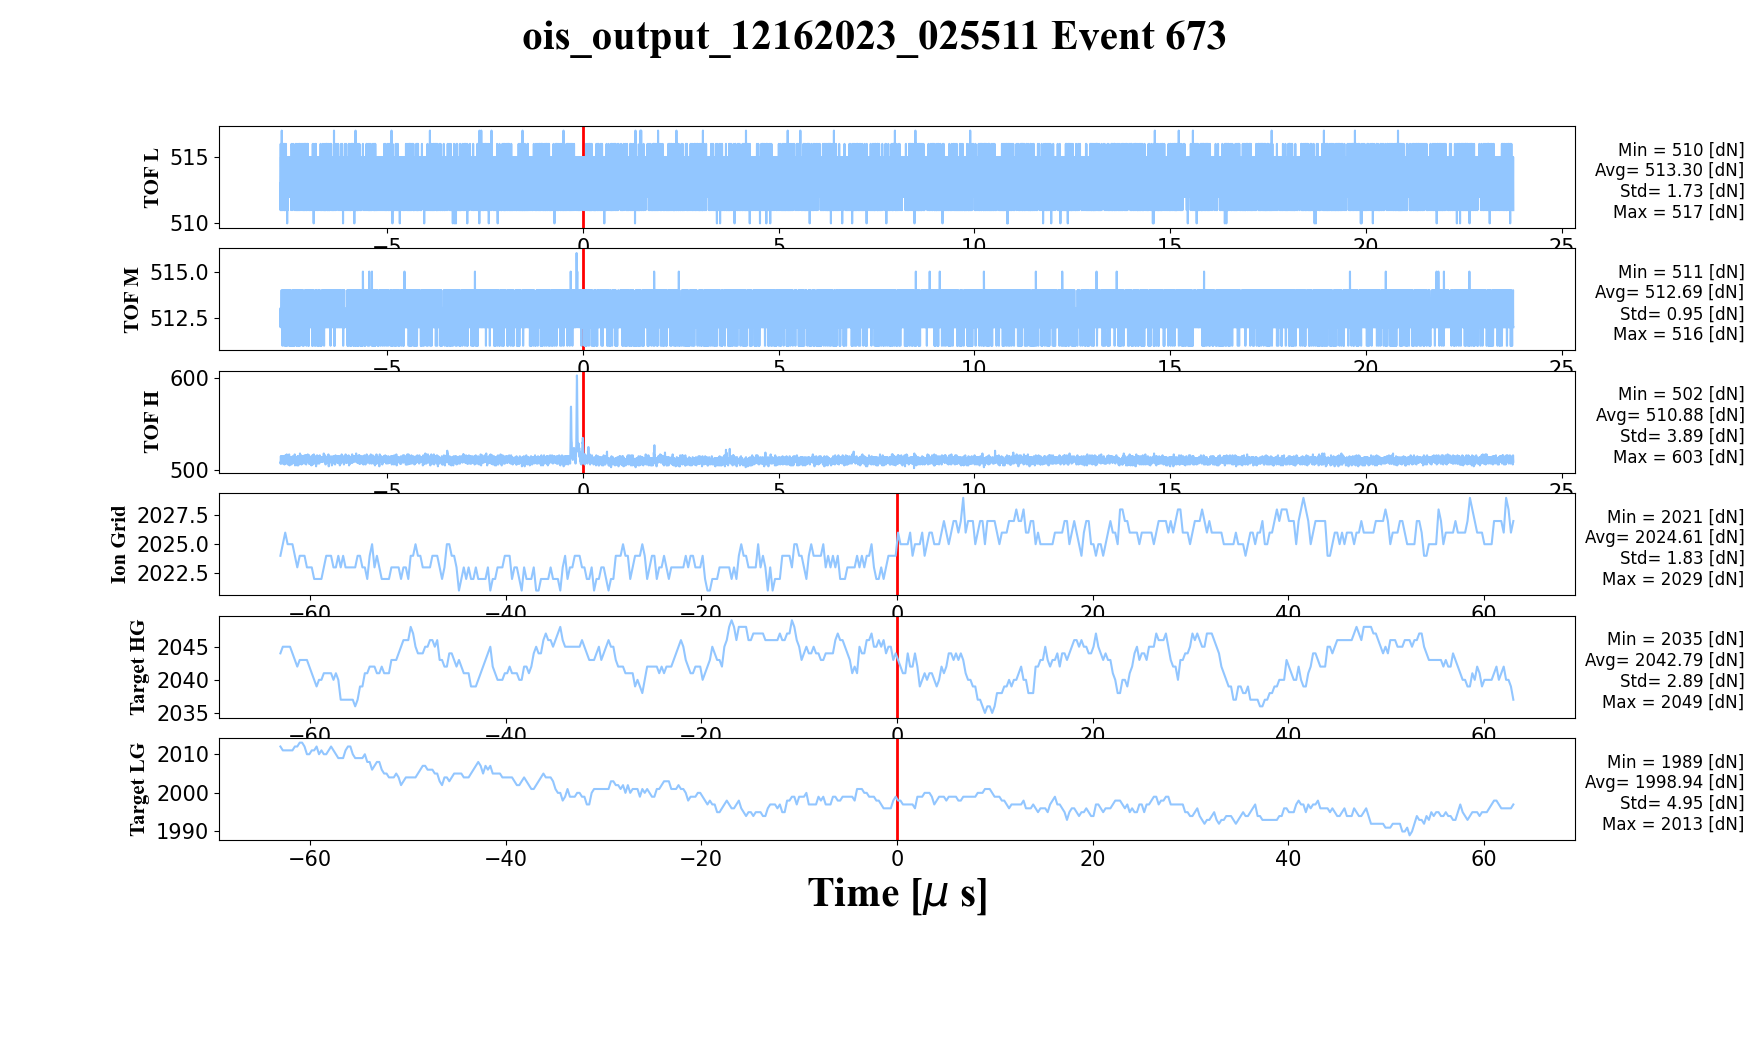 ois_output_12162023_025511 Event 673
TOF L
515
510
−5
0
5
10
15
20
25
Min = 510 [dN]
Avg= 513.30 [dN]
Std= 1.73 [dN]
Max = 517 [dN]
TOF M
515.0
512.5
−5
0
5
10
15
20
25
Min = 511 [dN]
Avg= 512.69 [dN]
Std= 0.95 [dN]
Max = 516 [dN]
TOF H
600
500
−5
0
5
10
15
20
25
Min = 502 [dN]
Avg= 510.88 [dN]
Std= 3.89 [dN]
Max = 603 [dN]
Ion Grid
2027.5
2025.0
2022.5
−60
−40
−20
0
20
40
60
Min = 2021 [dN]
Avg= 2024.61 [dN]
Std= 1.83 [dN]
Max = 2029 [dN]
Target HG
2045
2040
2035
−60
−40
−20
0
20
40
60
Min = 2035 [dN]
Avg= 2042.79 [dN]
Std= 2.89 [dN]
Max = 2049 [dN]
Target LG
2010
2000
1990
−60
−40
−20
0
20
40
60
Min = 1989 [dN]
Avg= 1998.94 [dN]
Std= 4.95 [dN]
Max = 2013 [dN]
Time [μ s]